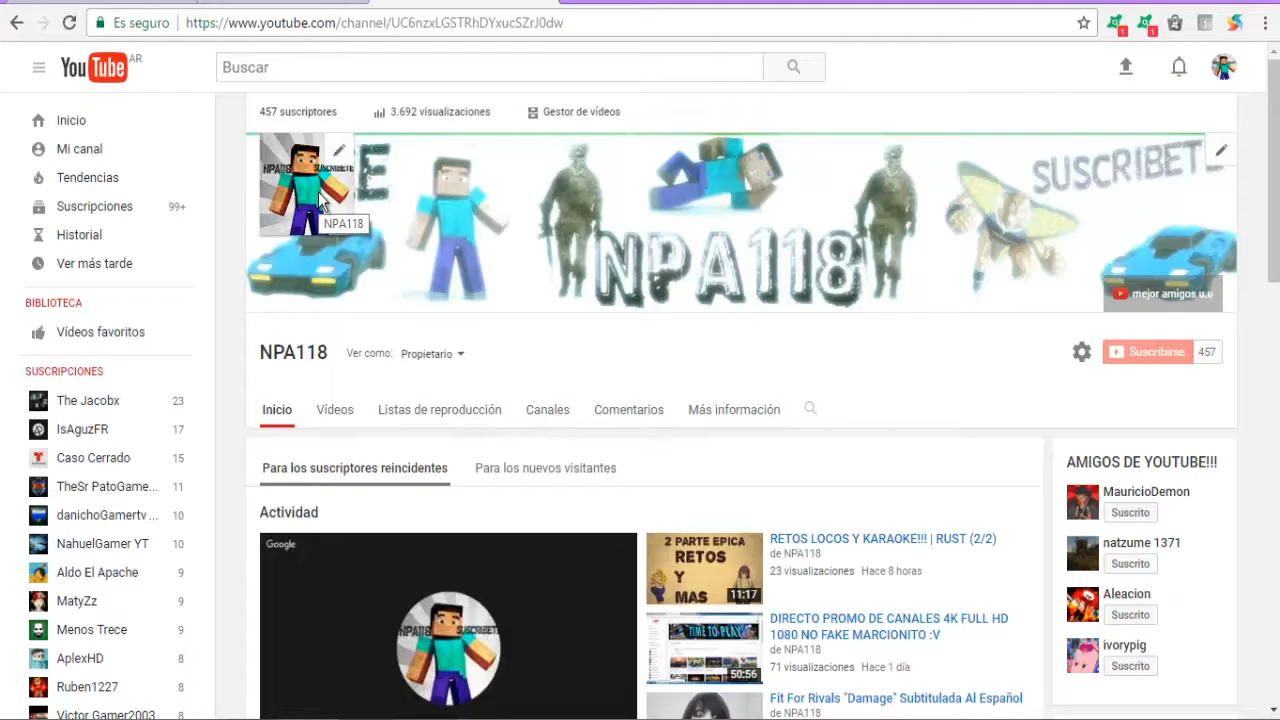 Es seguro
https://www.youtube.com/channel/UC6nzxLGSTRhDYxucSZrJ0dw
1
1
YouTube AR
Buscar
Inicio
Mi canal
Tendencias
Suscripciones 99+
Historial
Ver más tarde
BIBLIOTECA
Vídeos favoritos
SUSCRIPCIONES
The Jacobx 23
IsAguzFR 17
Caso Cerrado 15
TheSr PatoGame... 11
danichoGamertv ... 10
NahuelGamer YT 10
Aldo El Apache 9
MatyZz 9
Menos Trece 9
AplexHD 8
Ruben1227 8
Victor Gamer2003 8
457 suscriptores
3.692 visualizaciones
Gestor de vídeos
NPA118 SUSCRIBETE
NPA118
NPA118
SUSCRIBETE
mejor amigos u.u
NPA118
Ver como: Propietario
Suscribirse 457
Inicio
Vídeos
Listas de reproducción
Canales
Comentarios
Más información
Para los suscriptores reincidentes
Para los nuevos visitantes
Actividad
Google
NPA118 SUSCRIBETE
2 PARTE EPICA
RETOS
Y
MAS
11:17
RETOS LOCOS Y KARAOKE!!! | RUST (2/2)
de NPA118
23 visualizaciones Hace 8 horas
TIME TO PLAY
50:56
DIRECTO PROMO DE CANALES 4K FULL HD
1080 NO FAKE MARCIONITO :V
de NPA118
71 visualizaciones Hace 1 día
Fit For Rivals "Damage" Subtitulada Al Español
de NPA118
AMIGOS DE YOUTUBE!!!
MauricioDemon
Suscrito
natzume 1371
Suscrito
Aleacion
Suscrito
ivorypig
Suscrito